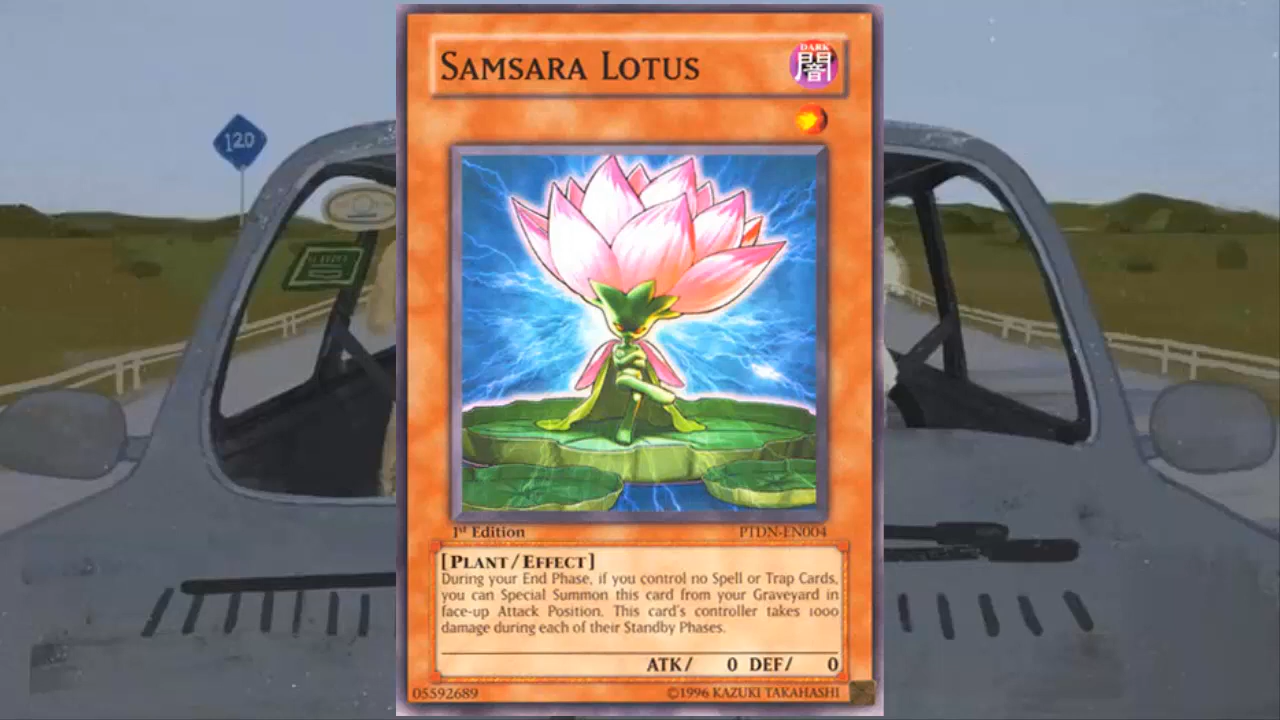 SAMSARA LOTUS
DARK
闇
120
1st Edition
PTDN-EN004
[PLANT/EFFECT]
During your End Phase, if you control no Spell or Trap Cards,
you can Special Summon this card from your Graveyard in
face-up Attack Position. This card's controller takes 1000
damage during each of their Standby Phases.
ATK/ 0 DEF/ 0
05592689
©1996 KAZUKI TAKAHASHI